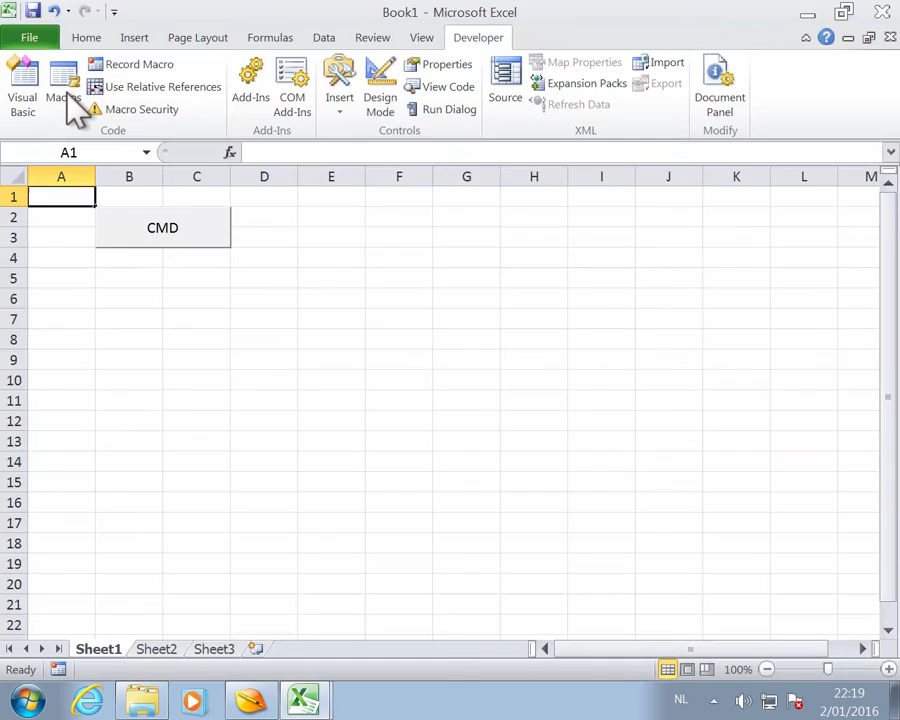 Book1 - Microsoft Excel
File Home Insert Page Layout Formulas Data Review View Developer
Visual Basic
Macros
Record Macro
Use Relative References
Macro Security
Code
Add-Ins
COM Add-Ins
Add-Ins
Insert
Design Mode
Properties
View Code
Run Dialog
Controls
Source
Map Properties
Expansion Packs
Refresh Data
Import
Export
XML
Document Panel
Modify
A1 fx
A B C D E F G H I J K L M
1
2
CMD
3
4
5
6
7
8
9
10
11
12
13
14
15
16
17
18
19
20
21
22
Sheet1 Sheet2 Sheet3
Ready 100%
NL 22:19
2/01/2016